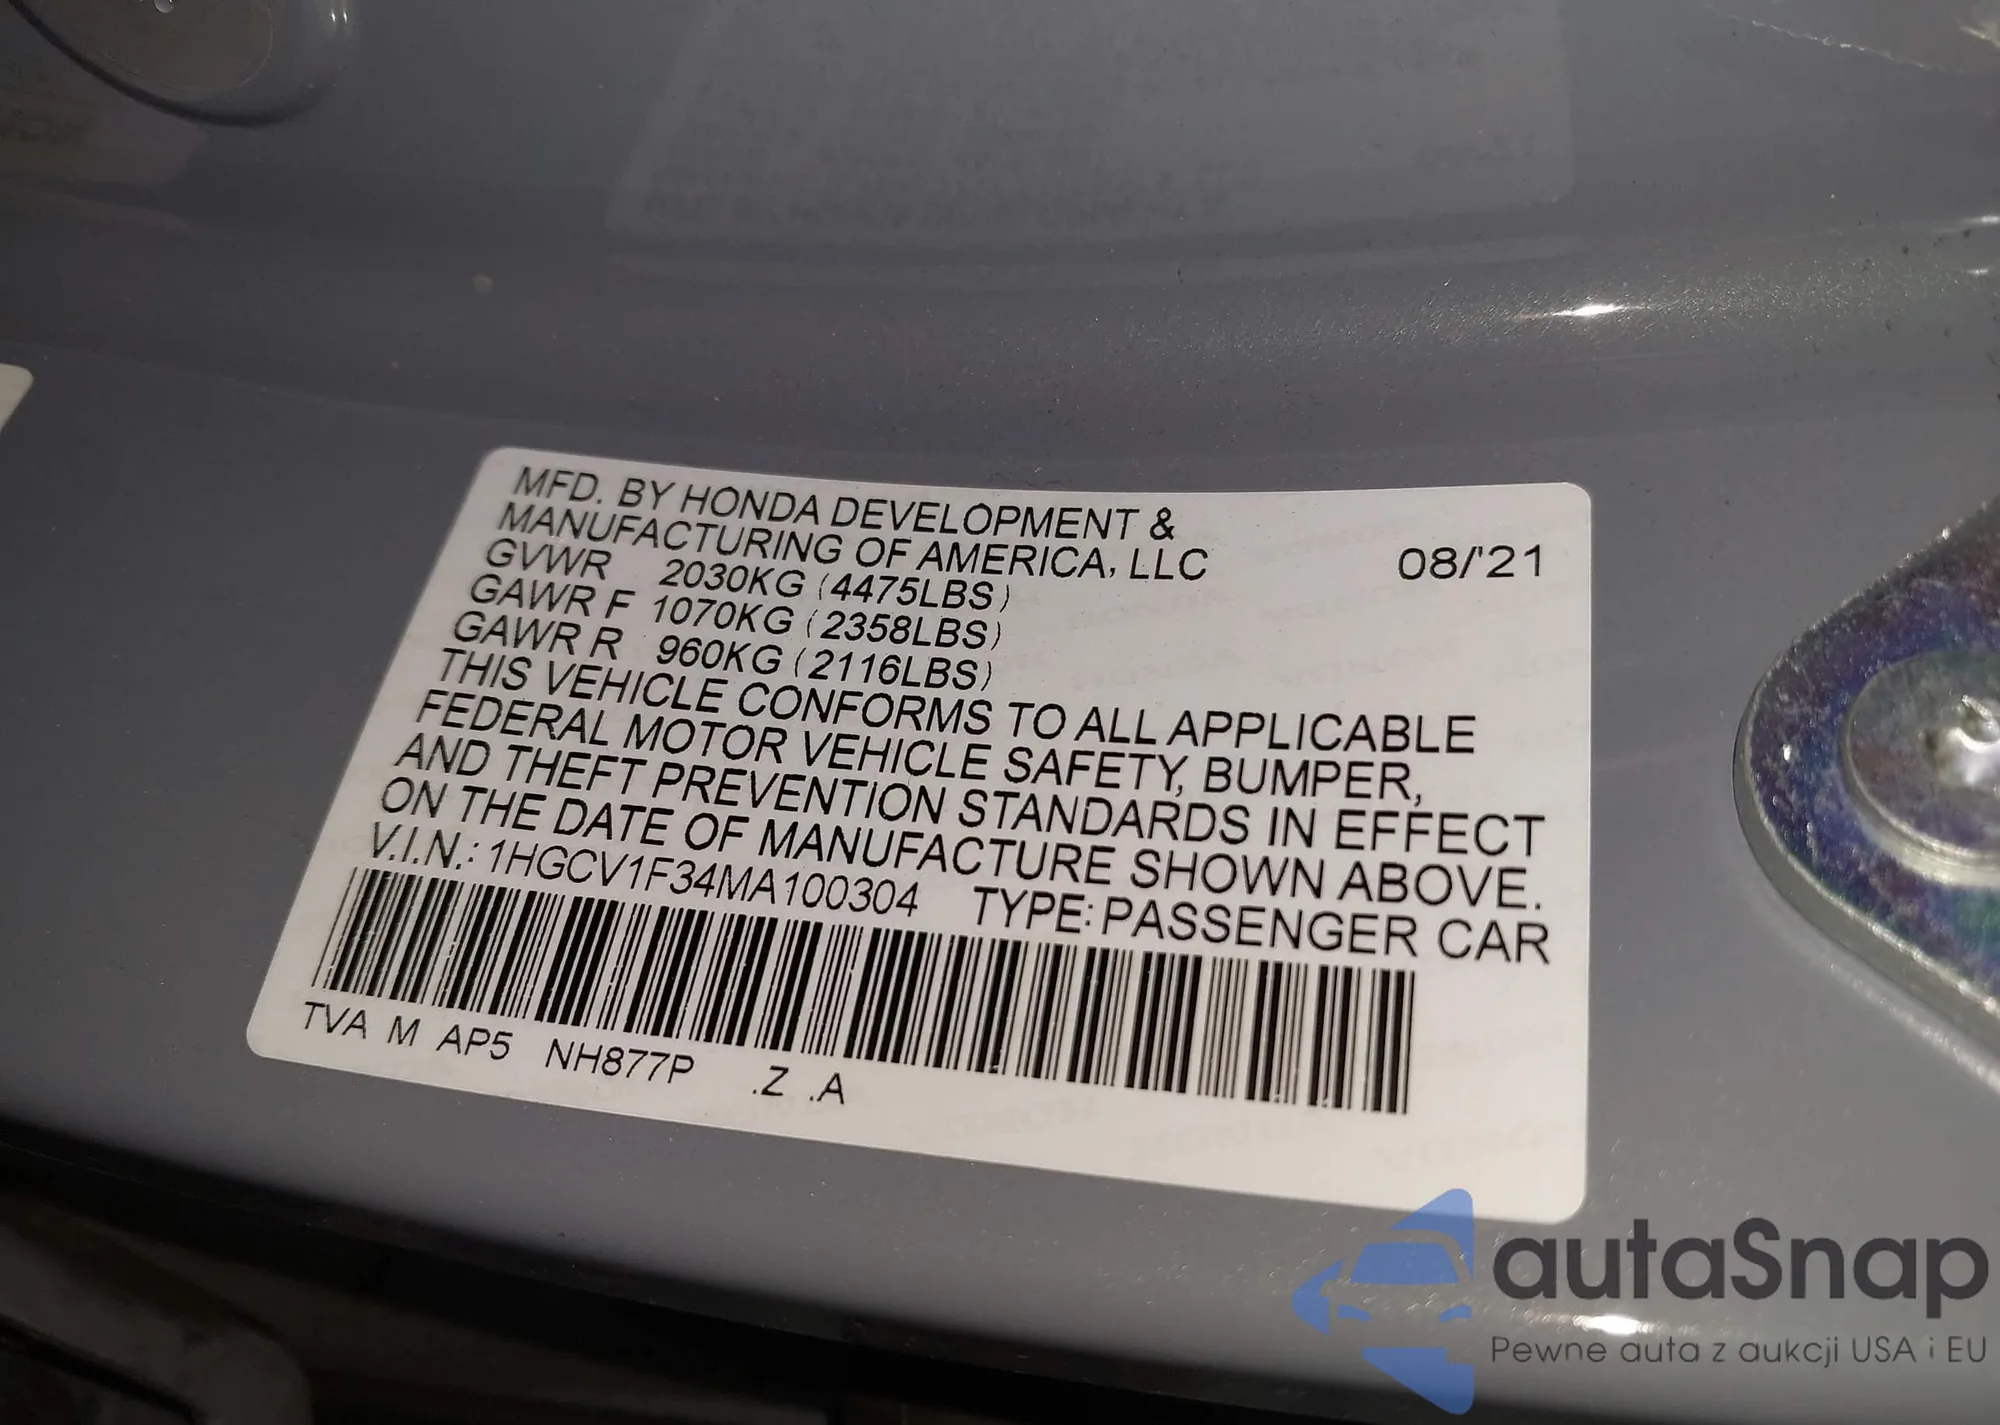 MFD. BY HONDA DEVELOPMENT &
MANUFACTURING OF AMERICA, LLC 08/'21
GVWR 2030KG (4475LBS)
GAWR F 1070KG (2358LBS)
GAWR R 960KG (2116LBS)
THIS VEHICLE CONFORMS TO ALL APPLICABLE
FEDERAL MOTOR VEHICLE SAFETY, BUMPER,
AND THEFT PREVENTION STANDARDS IN EFFECT
ON THE DATE OF MANUFACTURE SHOWN ABOVE.
V.I.N.: 1HGCV1F34MA100304 TYPE: PASSENGER CAR
TVA M AP5 NH877P .Z .A
autaSnap
Pewne auta z aukcji USA i EU